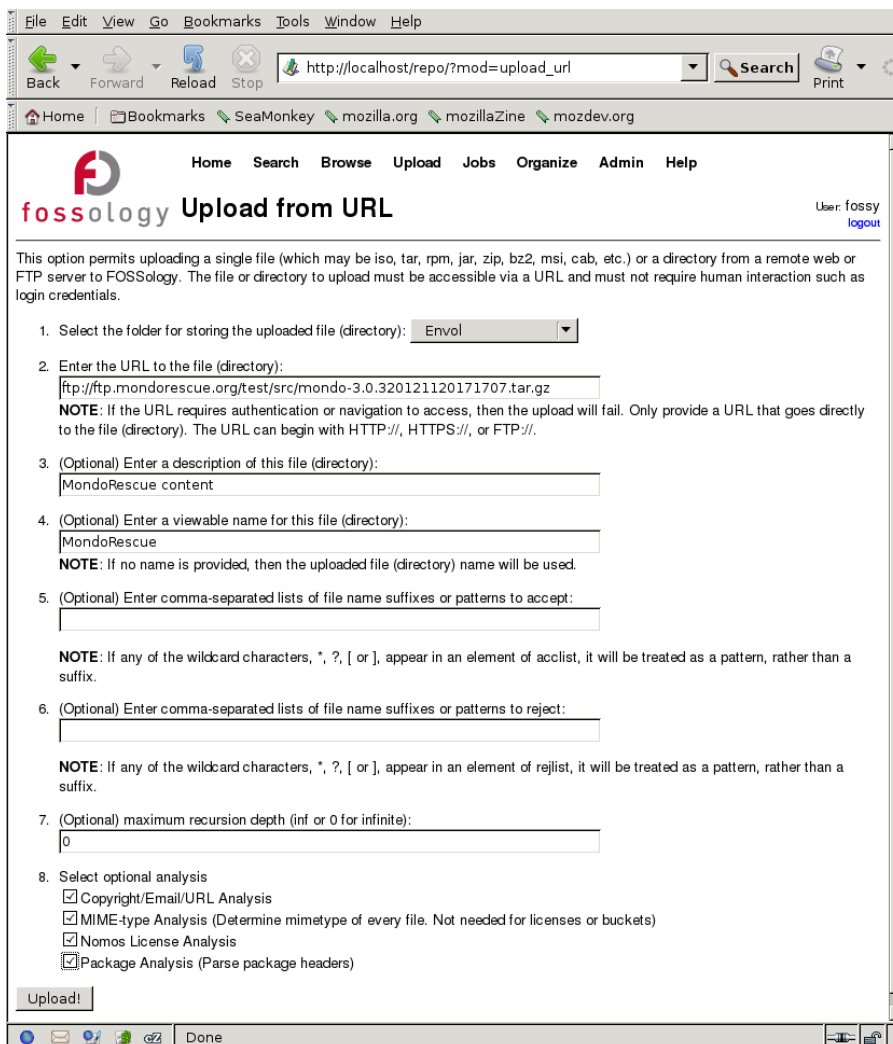 File Edit View Go Bookmarks Tools Window Help
Back Forward Reload Stop http://localhost/repo/?mod=upload_url Search Print
Home Bookmarks SeaMonkey mozilla.org mozillaZine mozdev.org
Home Search Browse Upload Jobs Organize Admin Help
fossology Upload from URL
User: fossy
logout
This option permits uploading a single file (which may be iso, tar, rpm, jar, zip, bz2, msi, cab, etc.) or a directory from a remote web or
FTP server to FOSSology. The file or directory to upload must be accessible via a URL and must not require human interaction such as
login credentials.
1. Select the folder for storing the uploaded file (directory): Envol
2. Enter the URL to the file (directory):
ftp://ftp.mondorescue.org/test/src/mondo-3.0.320121120171707.tar.gz
NOTE: If the URL requires authentication or navigation to access, then the upload will fail. Only provide a URL that goes directly
to the file (directory). The URL can begin with HTTP://, HTTPS://, or FTP://.
3. (Optional) Enter a description of this file (directory):
MondoRescue content
4. (Optional) Enter a viewable name for this file (directory):
MondoRescue
NOTE: If no name is provided, then the uploaded file (directory) name will be used.
5. (Optional) Enter comma-separated lists of file name suffixes or patterns to accept:
NOTE: If any of the wildcard characters, *, ?, [ or ], appear in an element of acclist, it will be treated as a pattern, rather than a
suffix.
6. (Optional) Enter comma-separated lists of file name suffixes or patterns to reject:
NOTE: If any of the wildcard characters, *, ?, [ or ], appear in an element of rejlist, it will be treated as a pattern, rather than a
suffix.
7. (Optional) maximum recursion depth (inf or 0 for infinite):
0
8. Select optional analysis
Copyright/Email/URL Analysis
MIME-type Analysis (Determine mimetype of every file. Not needed for licenses or buckets)
Nomos License Analysis
Package Analysis (Parse package headers)
Upload!
Done